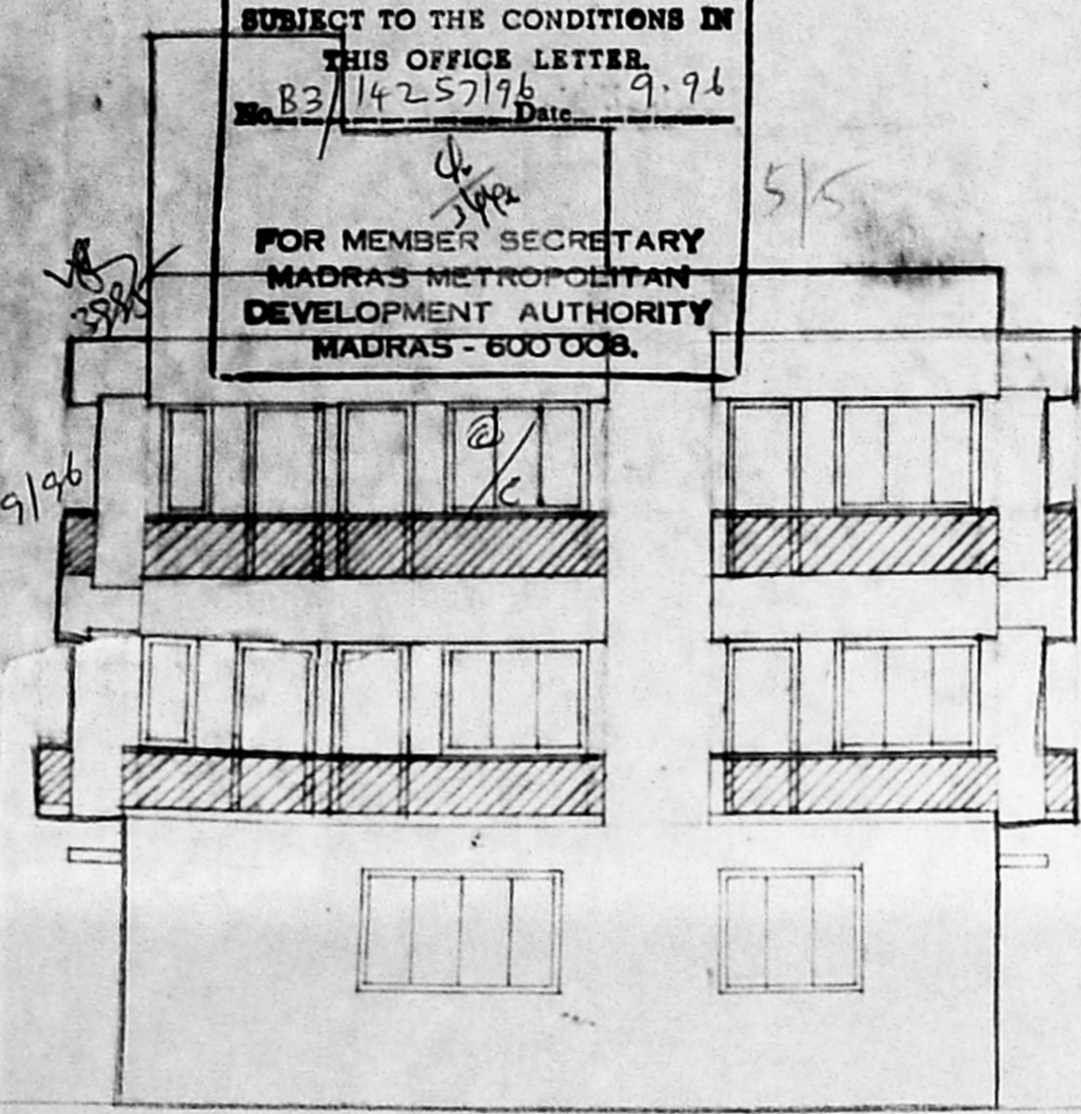 SUBJECT TO THE CONDITIONS IN
THIS OFFICE LETTER.
No. B3/14257/96 Date 9.96
5/5
FOR MEMBER SECRETARY
MADRAS METROPOLITAN
DEVELOPMENT AUTHORITY
MADRAS - 600 008.
9/96